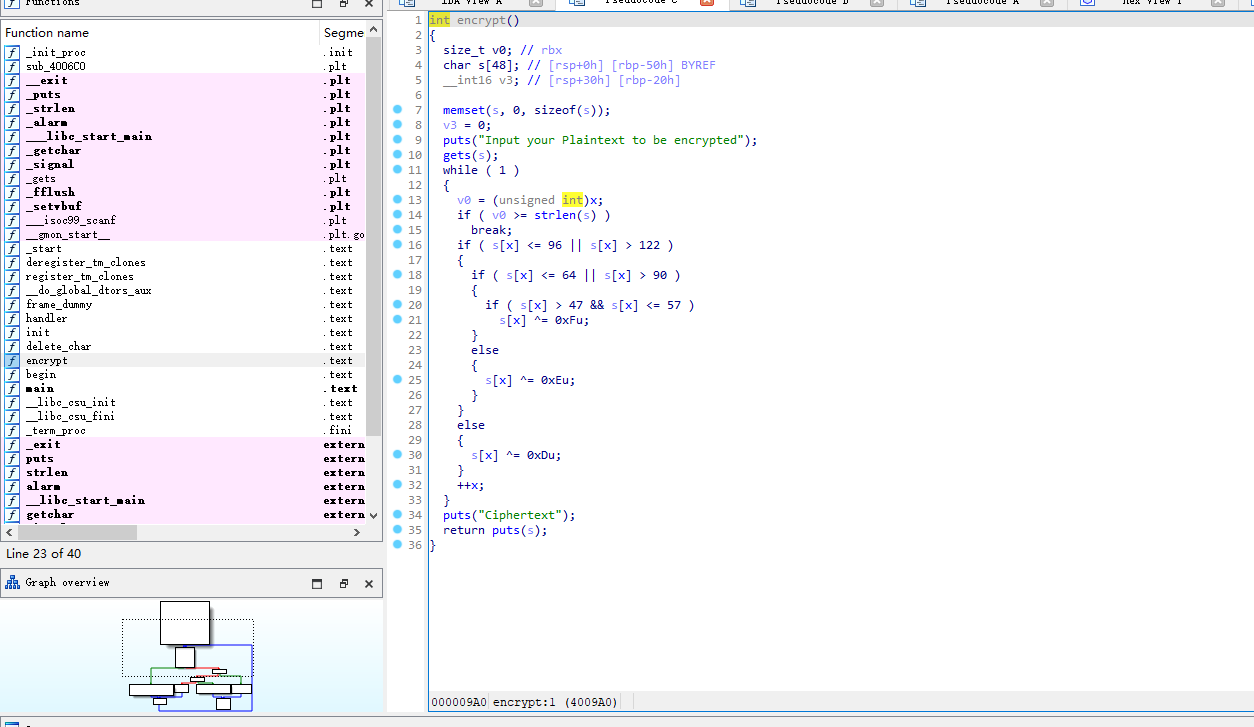 Functions
Function name
Segme
f _init_proc .init
f sub_4006C0 .plt
f __exit .plt
f _puts .plt
f _strlen .plt
f _alarm .plt
f ___libc_start_main .plt
f _getchar .plt
f _signal .plt
f _gets .plt
f _fflush .plt
f _setvbuf .plt
f ___isoc99_scanf .plt
f __gmon_start__ .plt.go
f _start .text
f deregister_tm_clones .text
f register_tm_clones .text
f __do_global_dtors_aux .text
f frame_dummy .text
f handler .text
f init .text
f delete_char .text
f encrypt .text
f begin .text
f main .text
f __libc_csu_init .text
f __libc_csu_fini .text
f _term_proc .fini
f _exit extern
f puts extern
f strlen extern
f alarm extern
f __libc_start_main extern
f getchar extern
Line 23 of 40
Graph overview
1 int encrypt()
2 {
3 size_t v0; // rbx
4 char s[48]; // [rsp+0h] [rbp-50h] BYREF
5 __int16 v3; // [rsp+30h] [rbp-20h]
6
7 memset(s, 0, sizeof(s));
8 v3 = 0;
9 puts("Input your Plaintext to be encrypted");
10 gets(s);
11 while ( 1 )
12 {
13 v0 = (unsigned int)x;
14 if ( v0 >= strlen(s) )
15 break;
16 if ( s[x] <= 96 || s[x] > 122 )
17 {
18 if ( s[x] <= 64 || s[x] > 90 )
19 {
20 if ( s[x] > 47 && s[x] <= 57 )
21 s[x] ^= 0xFu;
22 }
23 else
24 {
25 s[x] ^= 0xEu;
26 }
27 }
28 else
29 {
30 s[x] ^= 0xDu;
31 }
32 ++x;
33 }
34 puts("Ciphertext");
35 return puts(s);
36 }
000009A0 encrypt:1 (4009A0)